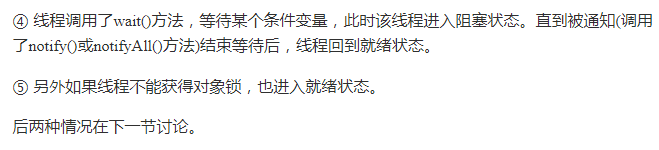 ④ 线程调用了wait()方法，等待某个条件变量，此时该线程进入阻塞状态。直到被通知(调用
了notify()或notifyAll()方法)结束等待后，线程回到就绪状态。
⑤ 另外如果线程不能获得对象锁，也进入就绪状态。
后两种情况在下一节讨论。